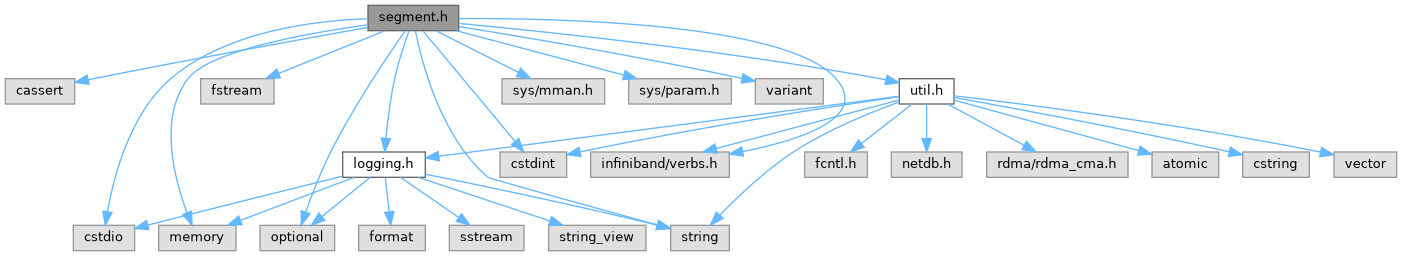 segment.h
cassert
fstream
sys/mman.h
sys/param.h
variant
util.h
logging.h
cstdint
infiniband/verbs.h
fcntl.h
netdb.h
rdma/rdma_cma.h
atomic
cstring
vector
cstdio
memory
optional
format
sstream
string_view
string